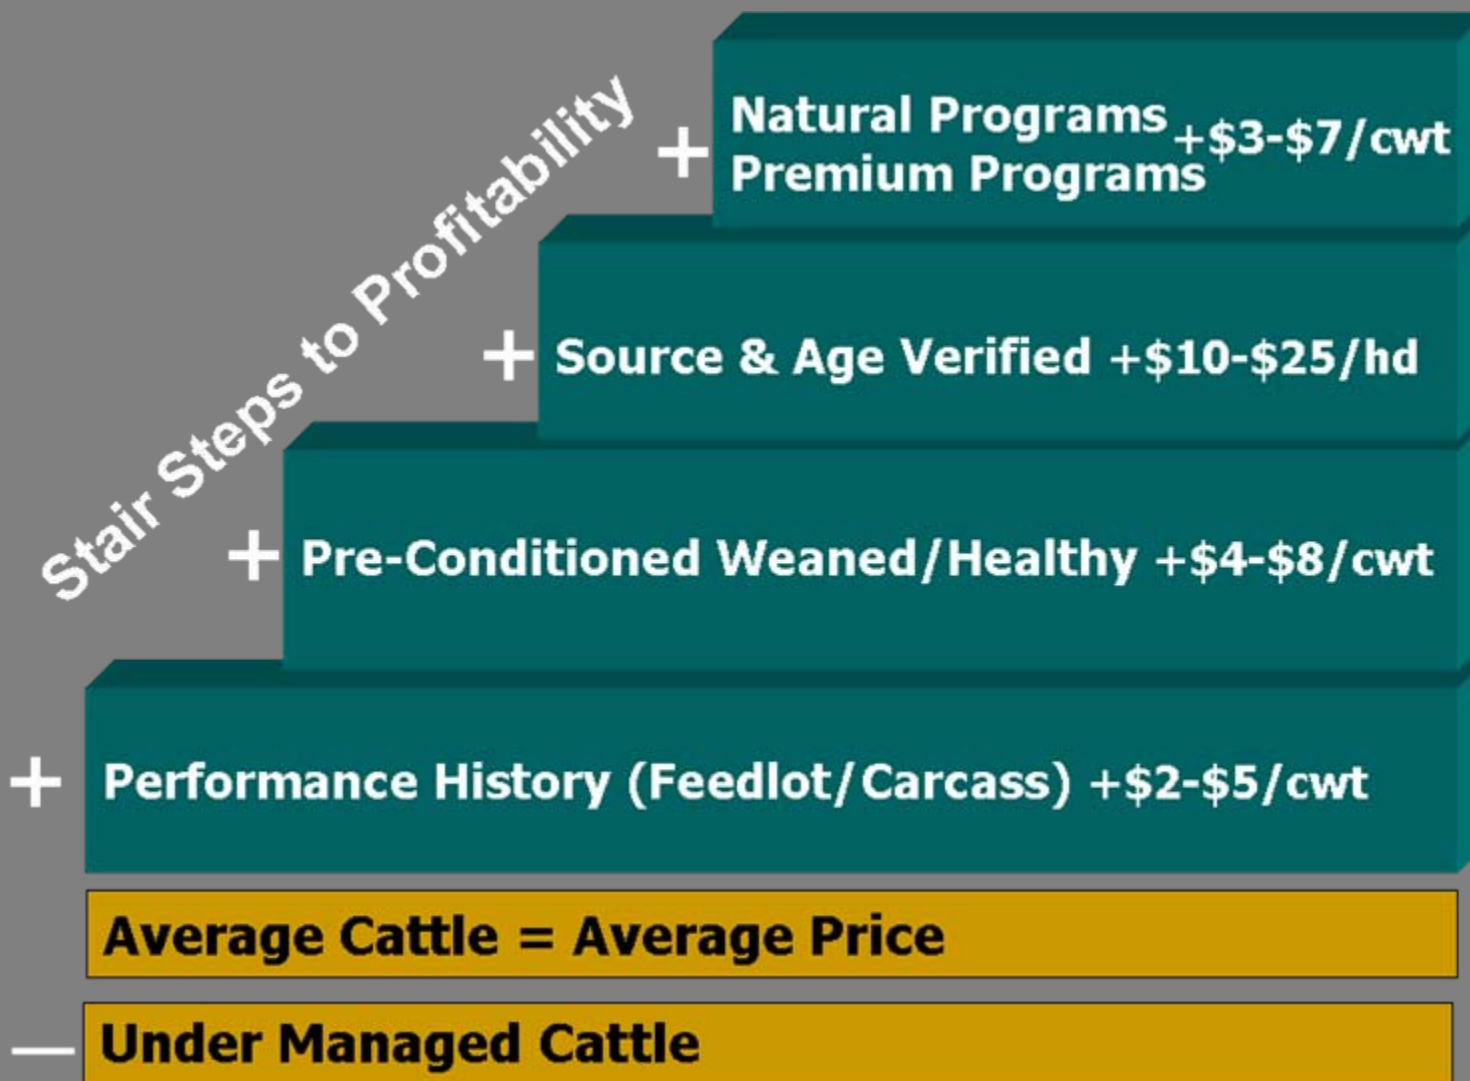 Stair Steps to Profitability
+ Natural Programs +$3-$7/cwt
Premium Programs
+ Source & Age Verified +$10-$25/hd
+ Pre-Conditioned Weaned/Healthy +$4-$8/cwt
+ Performance History (Feedlot/Carcass) +$2-$5/cwt
Average Cattle = Average Price
— Under Managed Cattle